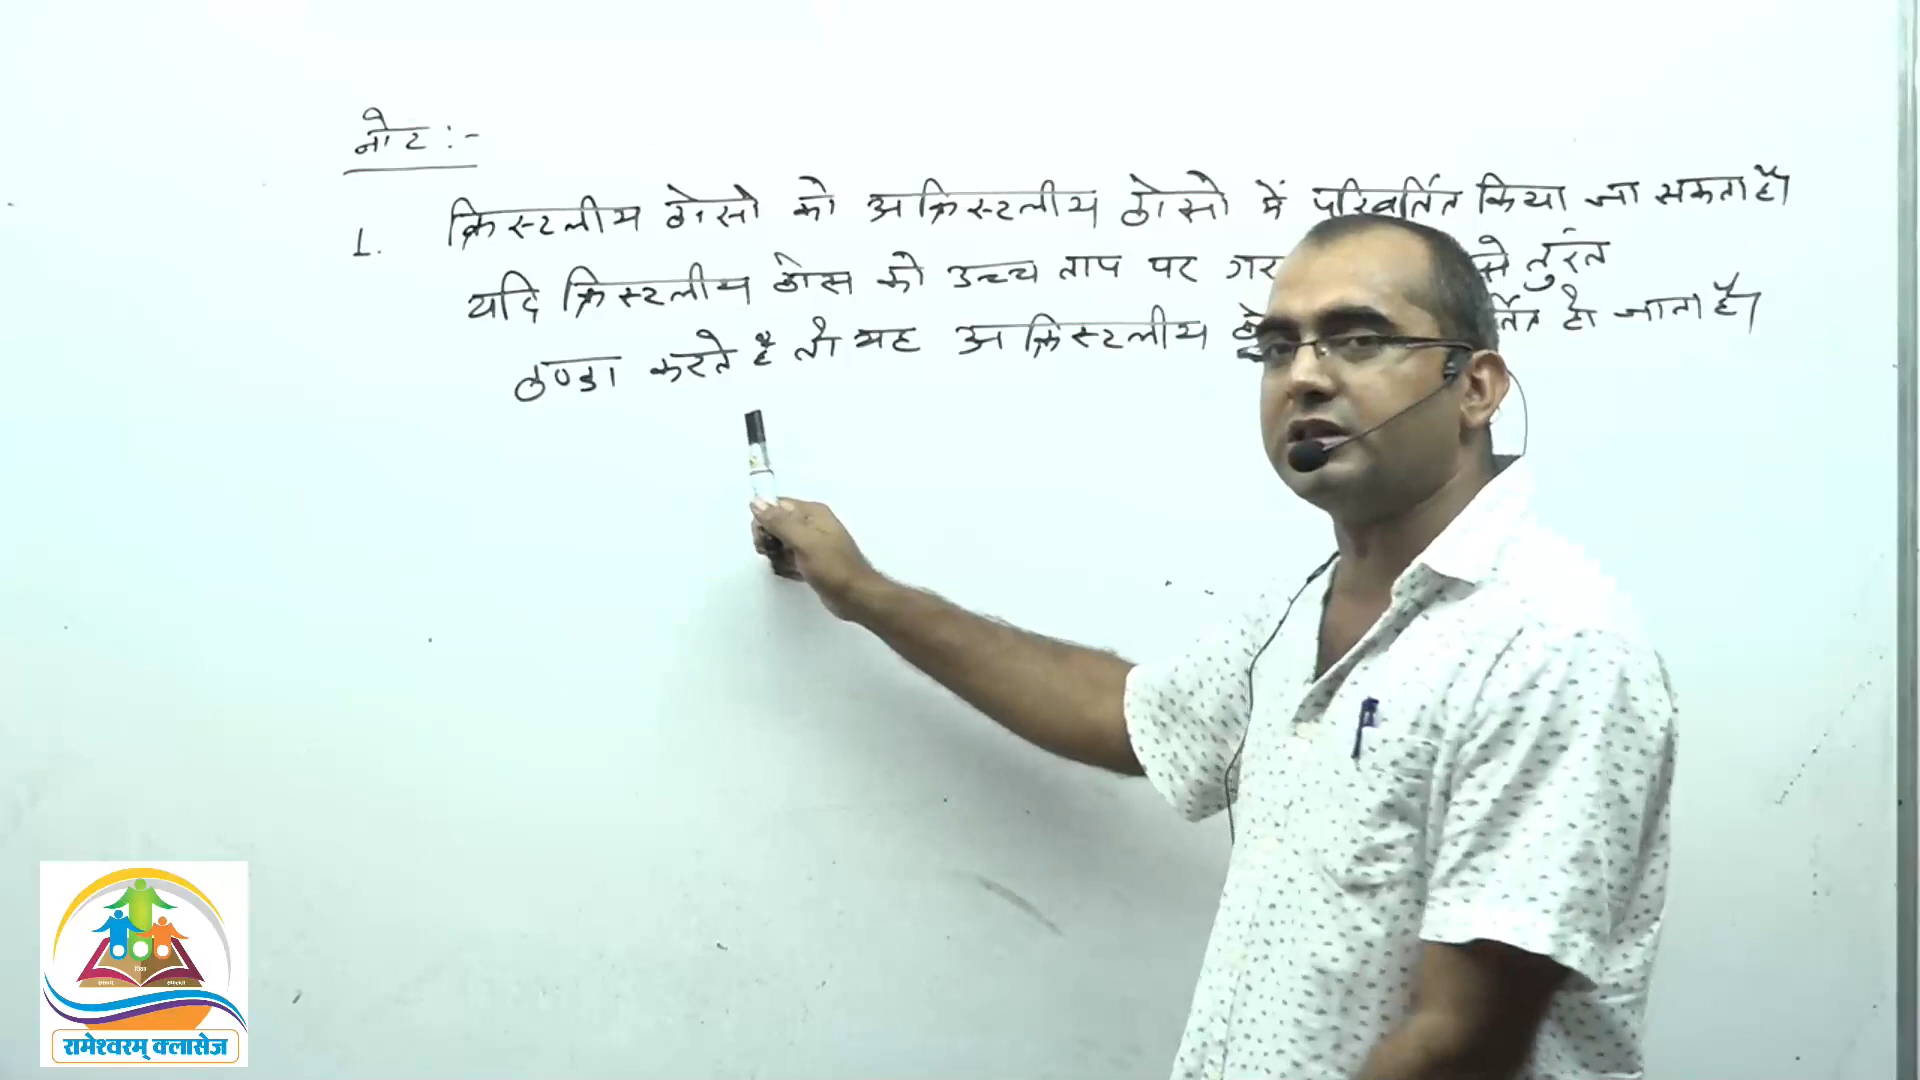 नोट :-
1. क्रिस्टलीय ठोसो को अक्रिस्टलीय ठोसो में परिवर्तित किया जा सकता है।
यदि क्रिस्टलीय ठोस को उच्च ताप पर गर से तुरंत
ठण्डा करते है तो यह अक्रिस्टलीय ठो र्तित हो जाता है।
रामेश्वरम् क्लासेज